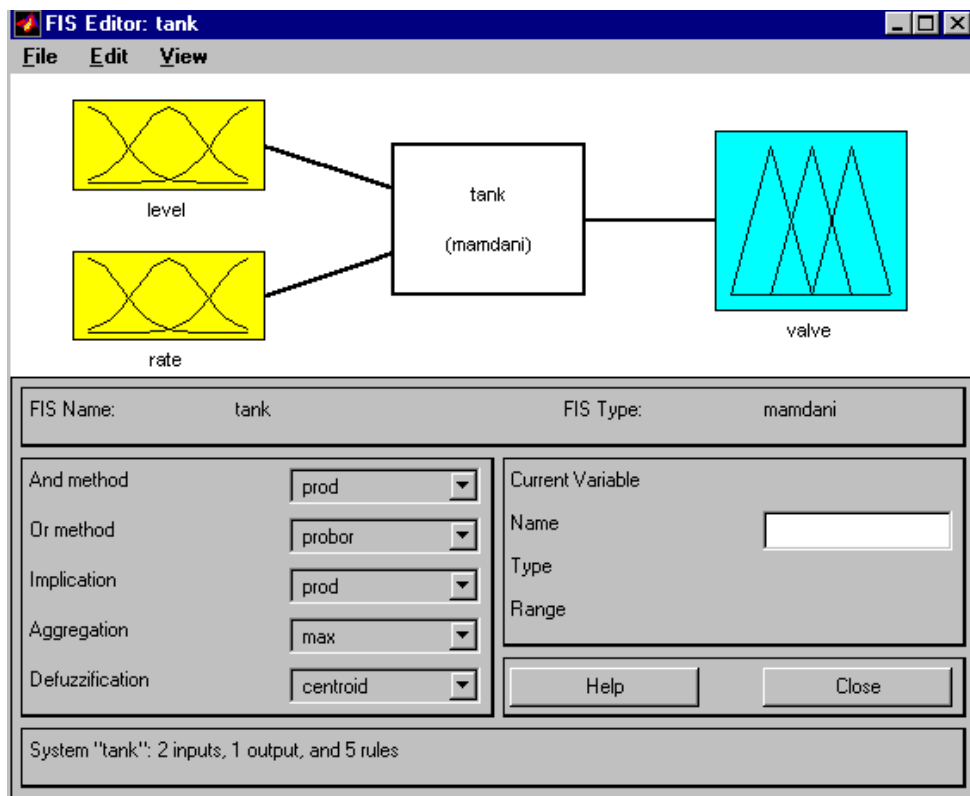 FIS Editor: tank
File Edit View
level
rate
tank
(mamdani)
valve
FIS Name: tank FIS Type: mamdani
And method prod
Or method probor
Implication prod
Aggregation max
Defuzzification centroid
Current Variable
Name
Type
Range
Help Close
System "tank": 2 inputs, 1 output, and 5 rules